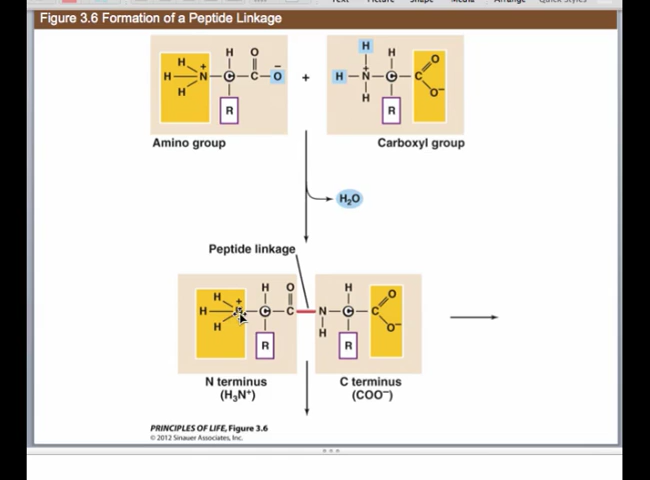 Figure 3.6 Formation of a Peptide Linkage
H H O
H N + C C O −
H R
+
H
H N + C C O
H
H O−
R
Amino group
Carboxyl group
H2O
Peptide linkage
H H O H O
H + C C N C C
H H O−
R R
N terminus
(H3N+)
C terminus
(COO−)
PRINCIPLES OF LIFE, Figure 3.6
© 2012 Sinauer Associates, Inc.